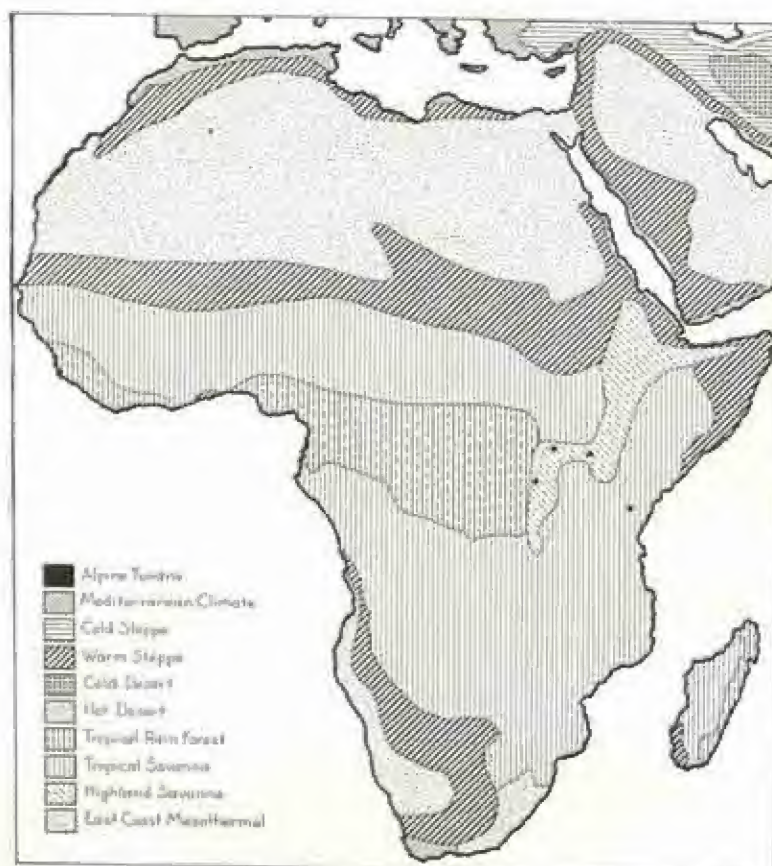 Alpine Tundra
Mediterranean Climate
Cold Steppe
Warm Steppe
Cold Desert
Hot Desert
Tropical Rain Forest
Tropical Savanna
Highland Savanna
East Coast Mesothermal